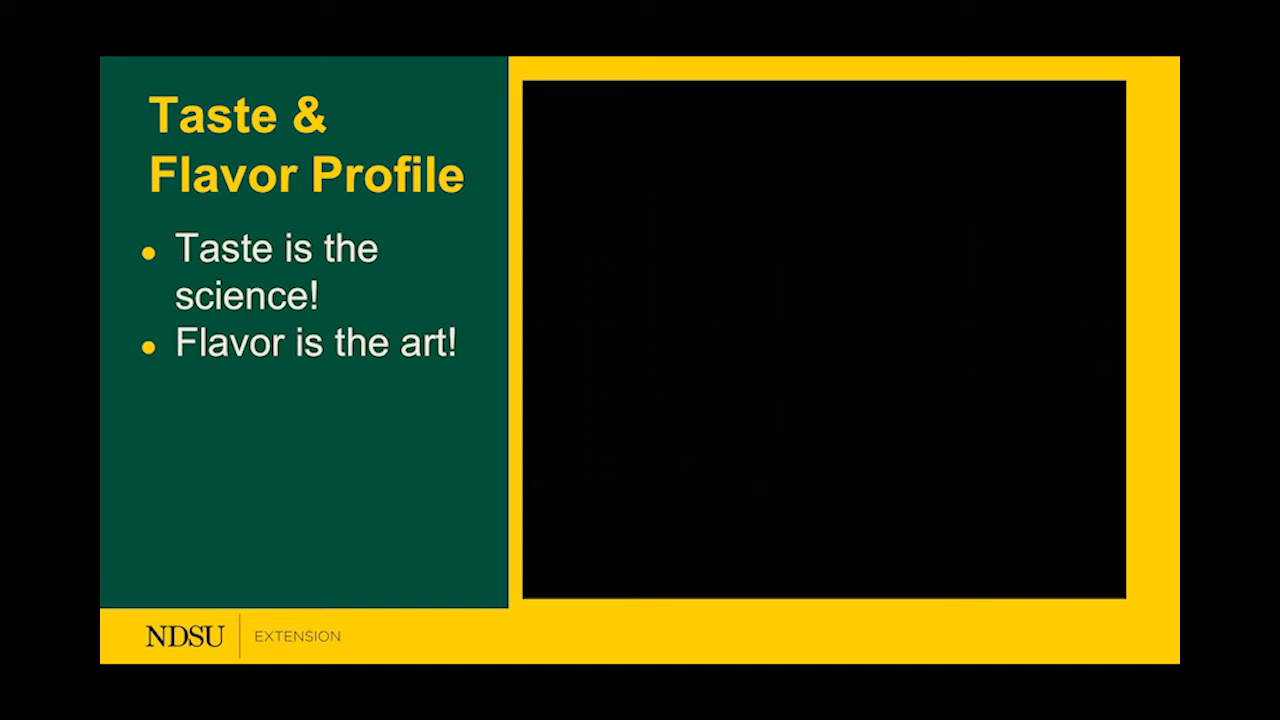 Taste &
Flavor Profile
Taste is the
science!
Flavor is the art!
NDSU EXTENSION